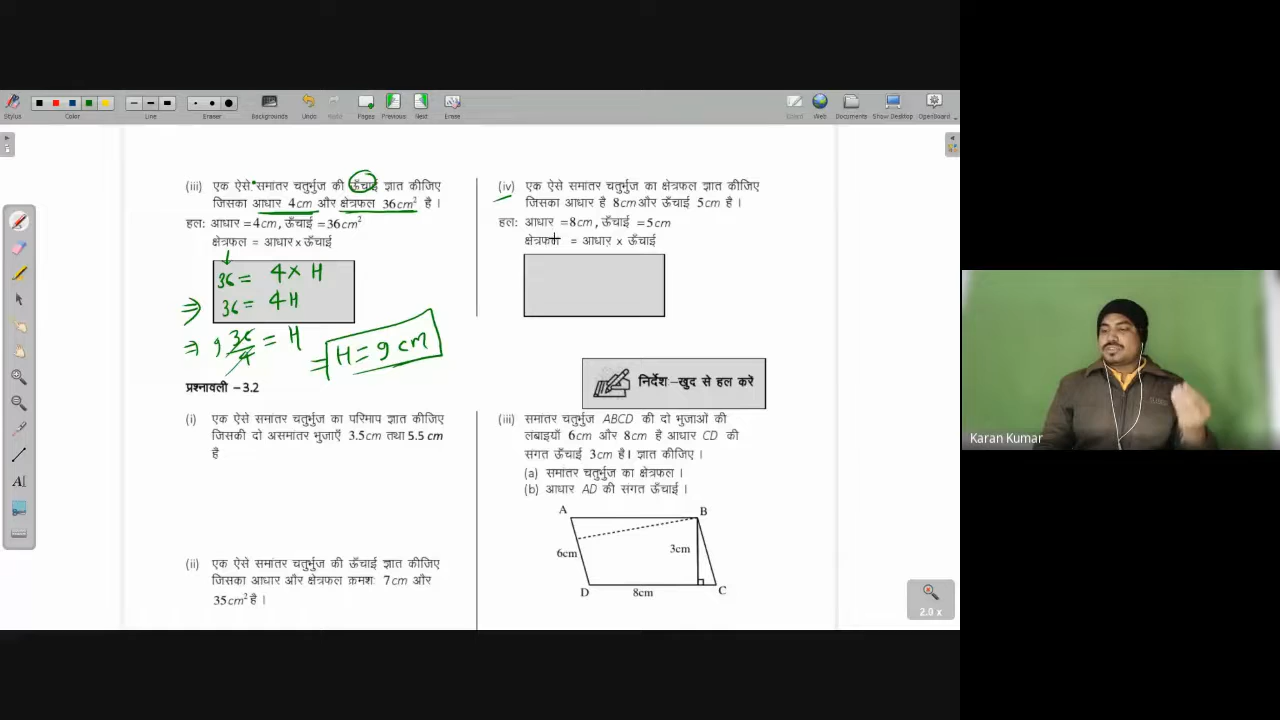 Stylus
Color
Line
Eraser
Backgrounds
Undo
Redo
Pages
Previous
Next
Erase
Board
Web
Documents
Show Desktop
OpenBoard
(iii) एक ऐसे समांतर चतुर्भुज की ऊँचाई ज्ञात कीजिए
जिसका आधार 4cm और क्षेत्रफल 36cm² है ।
हल: आधार =4cm, ऊँचाई =36cm²
क्षेत्रफल = आधार x ऊँचाई
36 = 4 × H
⇒ 36 = 4H
⇒ 9 36/4 = H
⇒ H = 9 cm
प्रश्नावली –3.2
(i) एक ऐसे समांतर चतुर्भुज का परिमाप ज्ञात कीजिए
जिसकी दो असमांतर भुजाएँ 3.5cm तथा 5.5 cm
है
(ii) एक ऐसे समांतर चतुर्भुज की ऊँचाई ज्ञात कीजिए
जिसका आधार और क्षेत्रफल क्रमशः 7cm और
35cm² है ।
(iv) एक ऐसे समांतर चतुर्भुज का क्षेत्रफल ज्ञात कीजिए
जिसका आधार है 8cmऔर ऊँचाई 5cm है ।
हल: आधार =8cm, ऊँचाई =5cm
क्षेत्रफल = आधार x ऊँचाई
निर्देश:–खुद से हल करें
(iii) समांतर चतुर्भुज ABCD की दो भुजाओं की
लंबाइयाँ 6cm और 8cm है आधार CD की
संगत ऊँचाई 3cm है। ज्ञात कीजिए ।
(a) समांतर चतुर्भुज का क्षेत्रफल ।
(b) आधार AD की संगत ऊँचाई ।
A
B
6cm
3cm
D
8cm
C
2.0 x
Karan Kumar